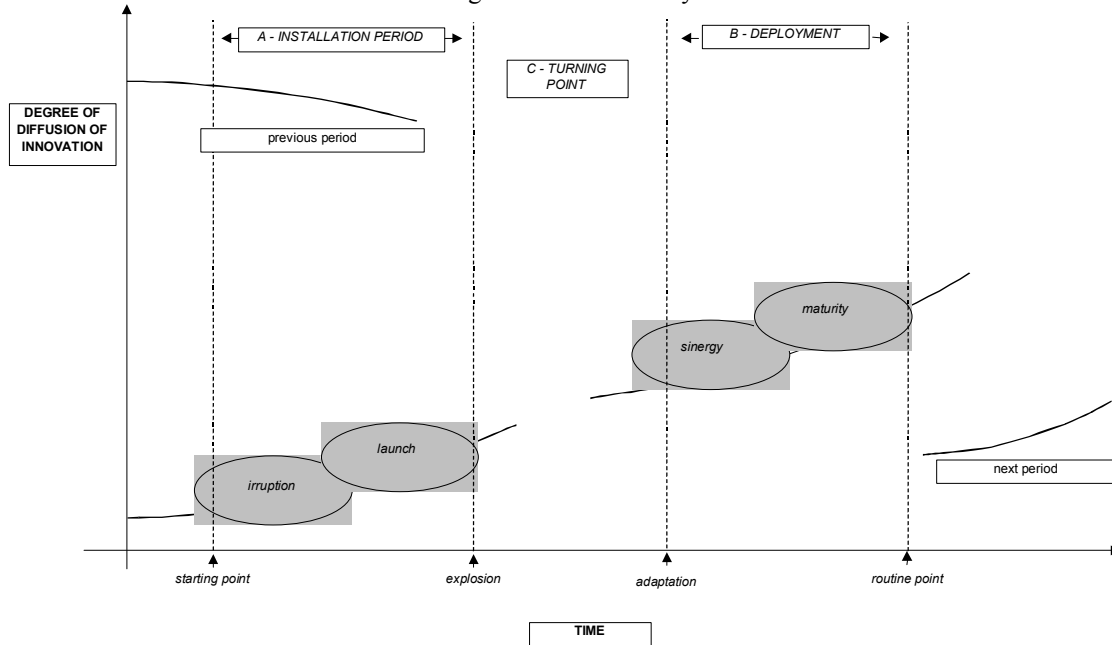 A - INSTALLATION PERIOD
B - DEPLOYMENT
C - TURNING
POINT
DEGREE OF
DIFFUSION OF
INNOVATION
previous period
maturity
sinergy
launch
irruption
next period
starting point
explosion
adaptation
routine point
TIME